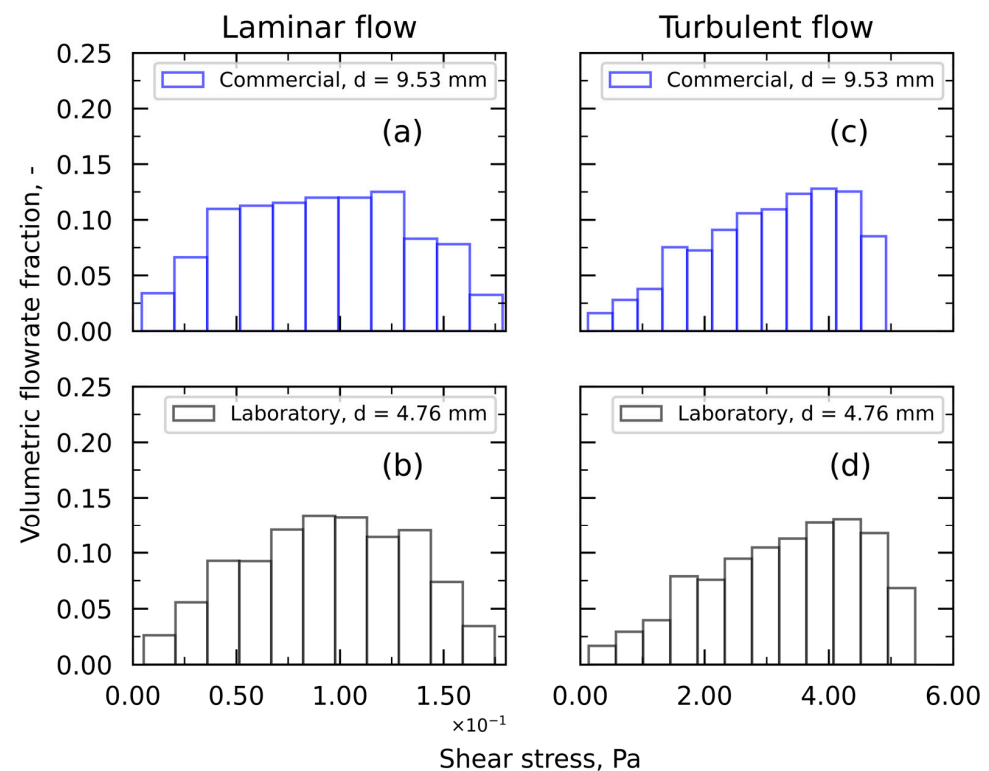 Laminar flow
Turbulent flow
0.25
0.20
0.15
0.10
0.05
0.00
Commercial, d = 9.53 mm
(a)
Commercial, d = 9.53 mm
(c)
Volumetric flowrate fraction, -
0.25
0.20
0.15
0.10
0.05
0.00
Laboratory, d = 4.76 mm
(b)
Laboratory, d = 4.76 mm
(d)
0.00 0.50 1.00 1.50
×10⁻¹
0.00 2.00 4.00 6.00
Shear stress, Pa